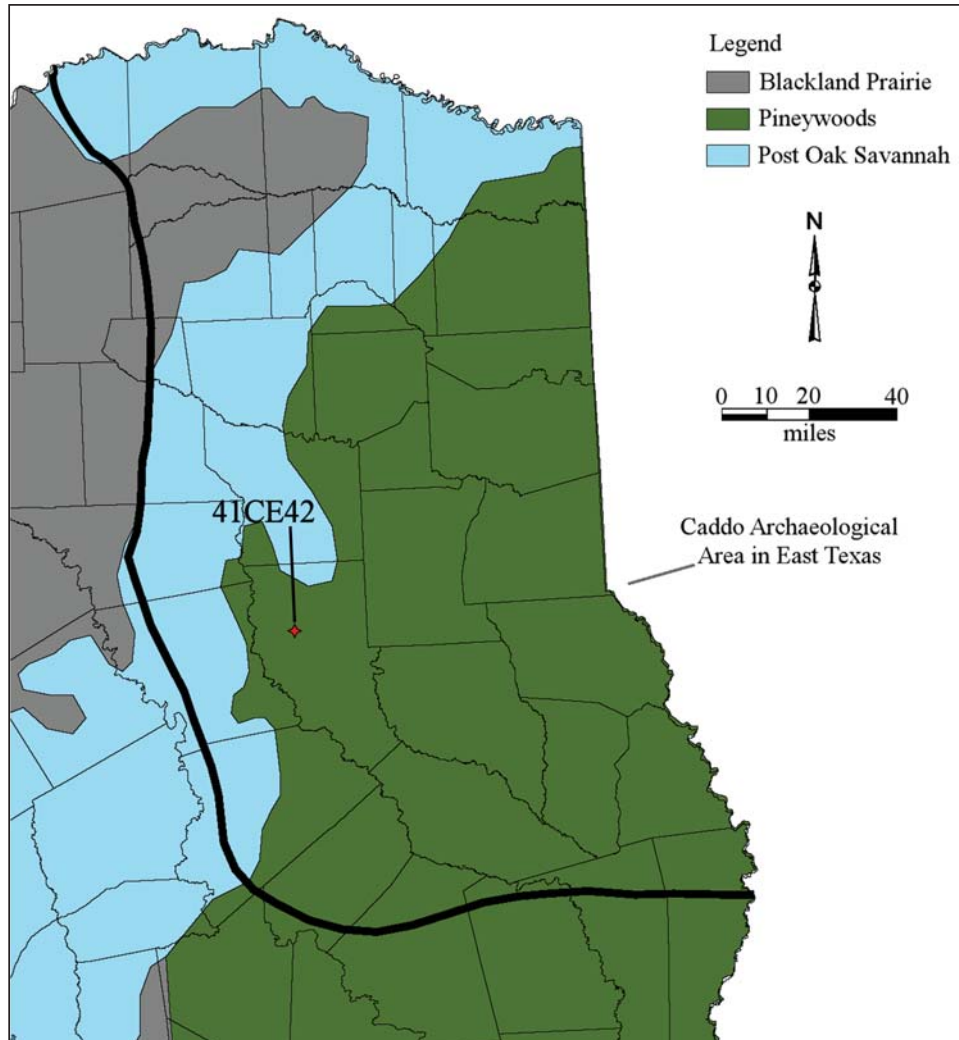 Legend
Blackland Prairie
Pineywoods
Post Oak Savannah
N
0 10 20 40
miles
41CE42
Caddo Archaeological
Area in East Texas